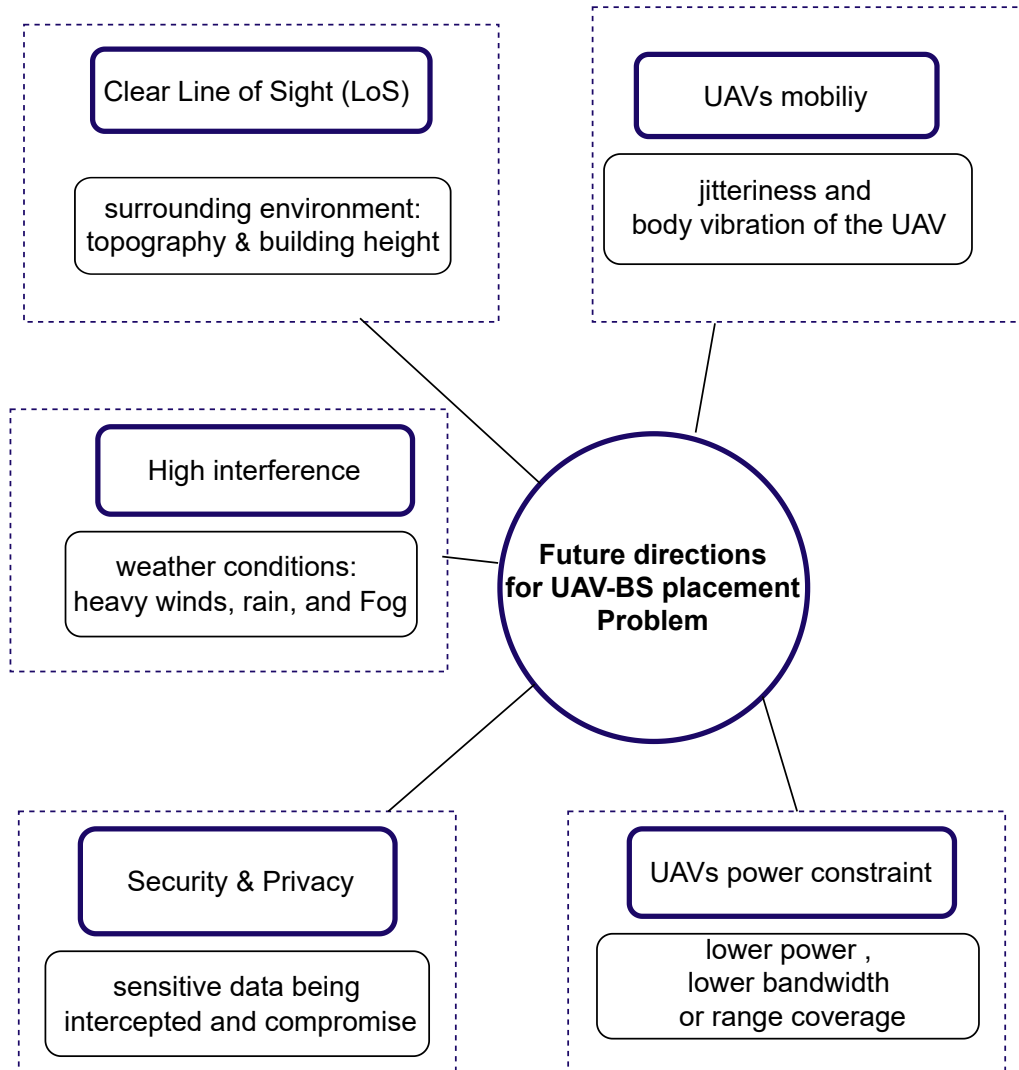 Clear Line of Sight (LoS)
surrounding environment:
topography & building height
UAVs mobiliy
jitteriness and
body vibration of the UAV
High interference
weather conditions:
heavy winds, rain, and Fog
Future directions
for UAV-BS placement
Problem
Security & Privacy
sensitive data being
intercepted and compromise
UAVs power constraint
lower power ,
lower bandwidth
or range coverage